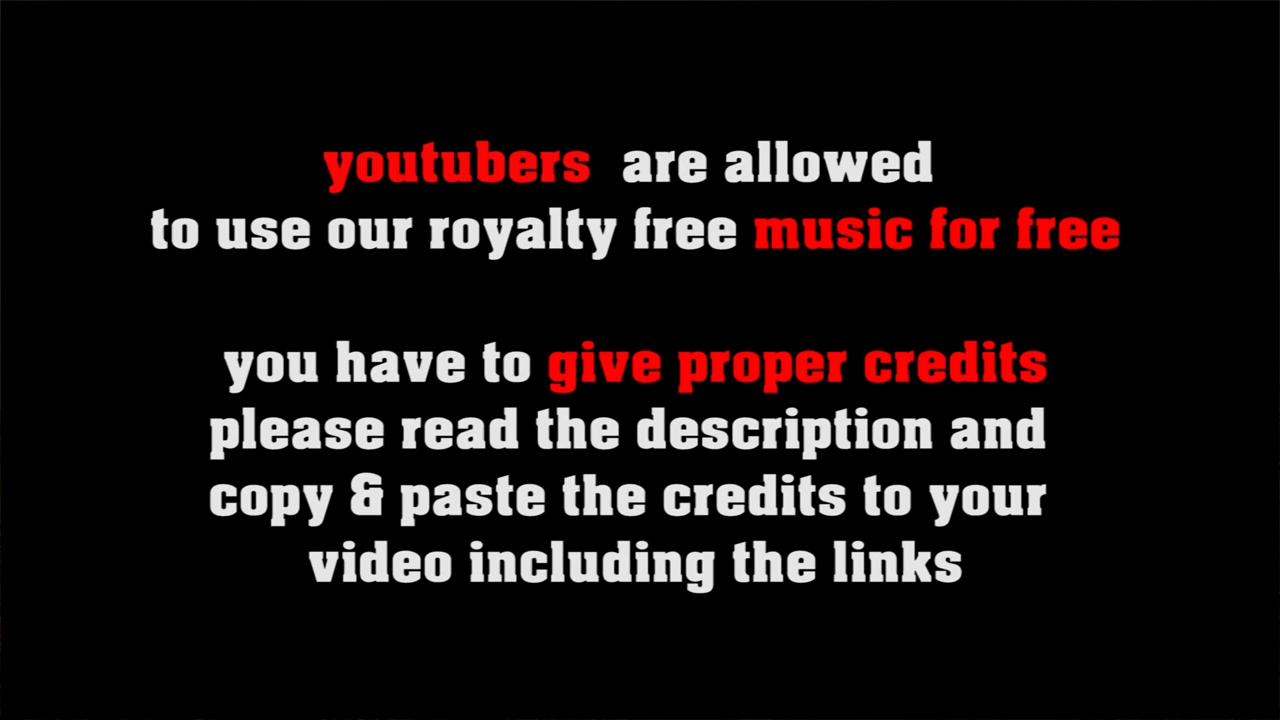 youtubers are allowed
to use our royalty free music for free
you have to give proper credits
please read the description and
copy & paste the credits to your
video including the links